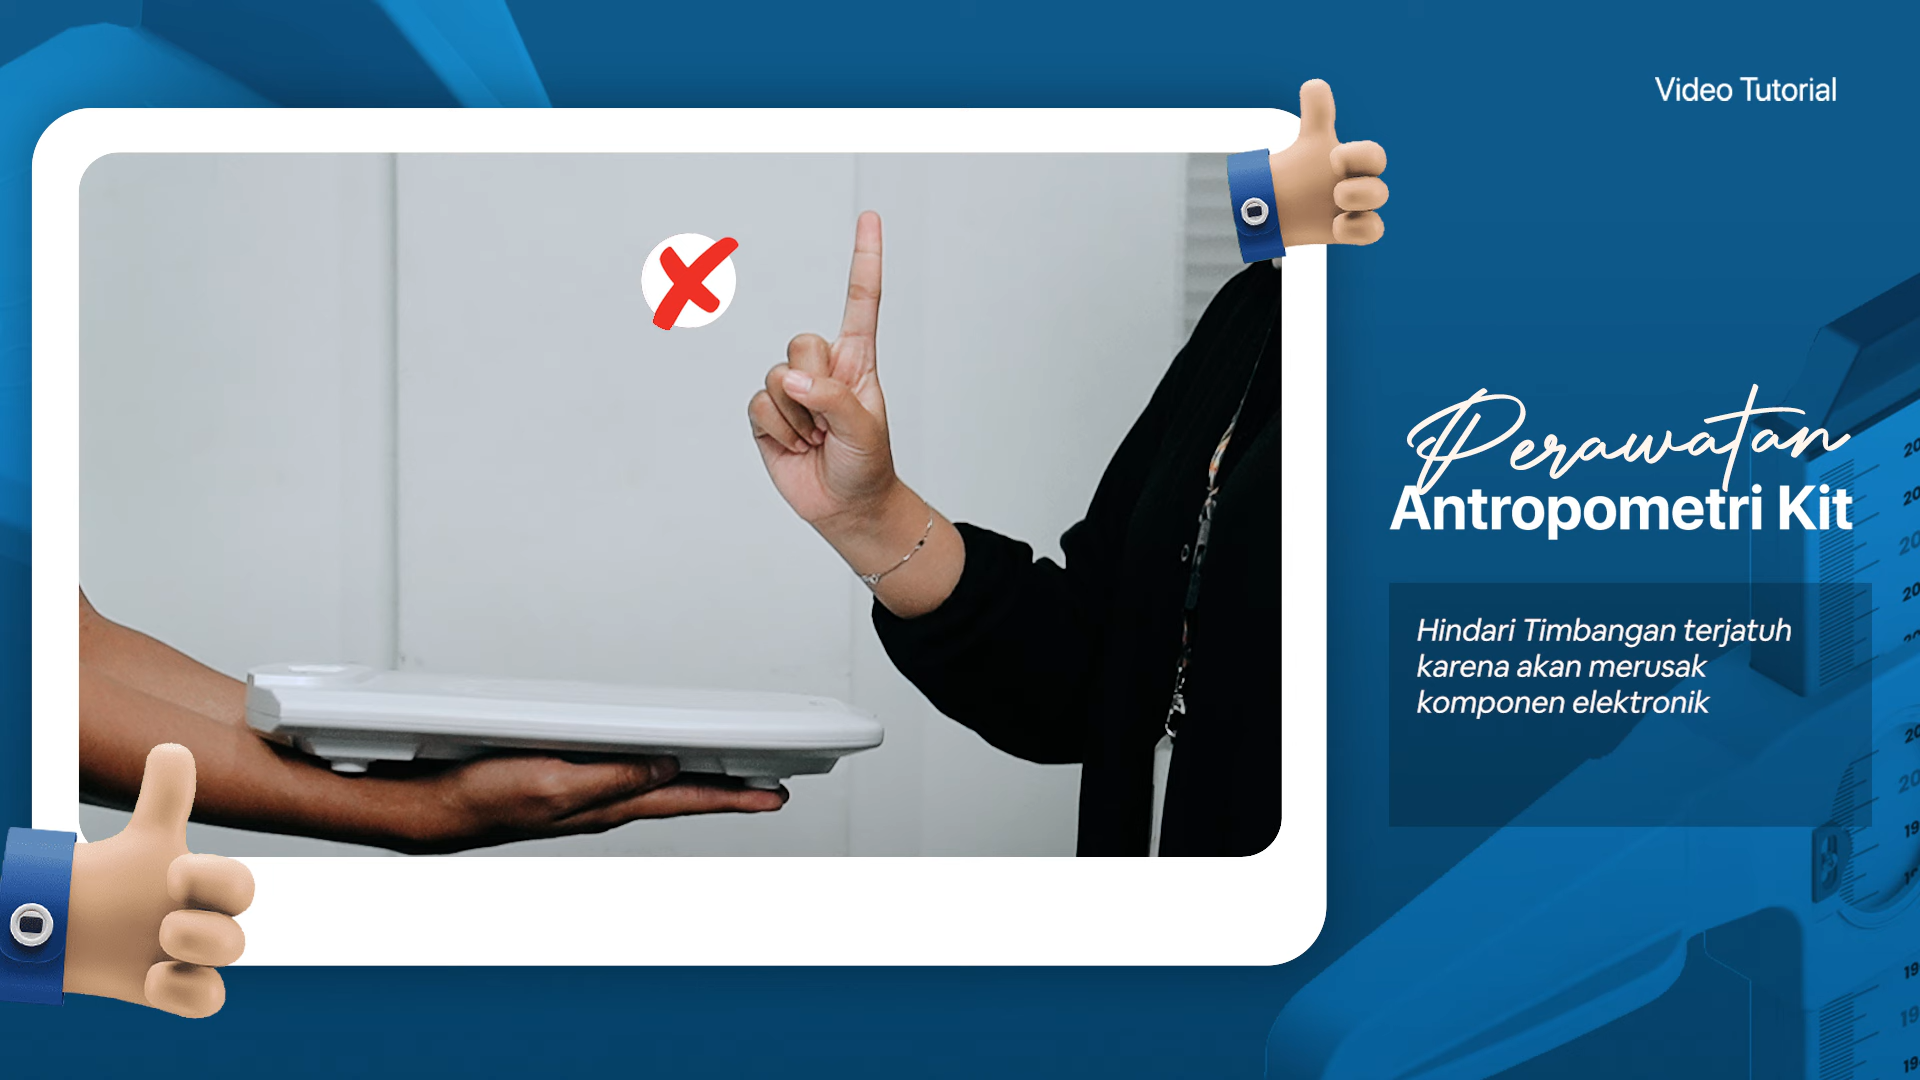 Video Tutorial
Perawatan
Antropometri Kit
Hindari Timbangan terjatuh
karena akan merusak
komponen elektronik